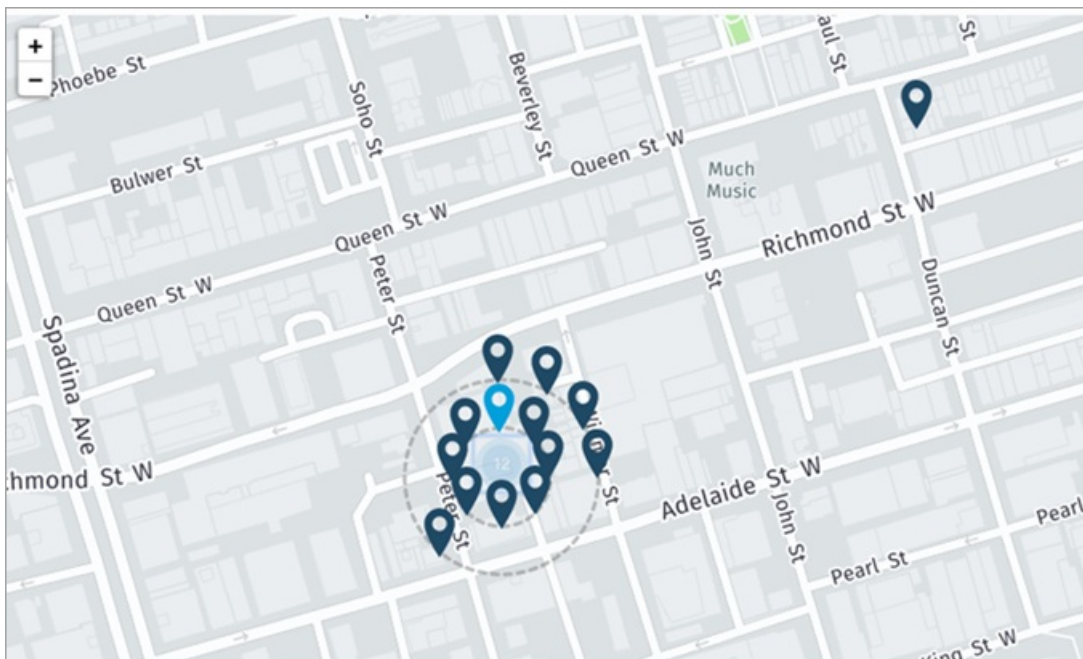 +
−
Phoebe St
Soho St
Beverley St
St
Bulwer St
Queen St W
Much
Music
Queen St W
Richmond St W
Queen St W
Peter St
John St
Duncan St
Spadina Ave
12
chmond St W
Peter St
Adelaide St W
John St
Pearl
Pearl St
King St W